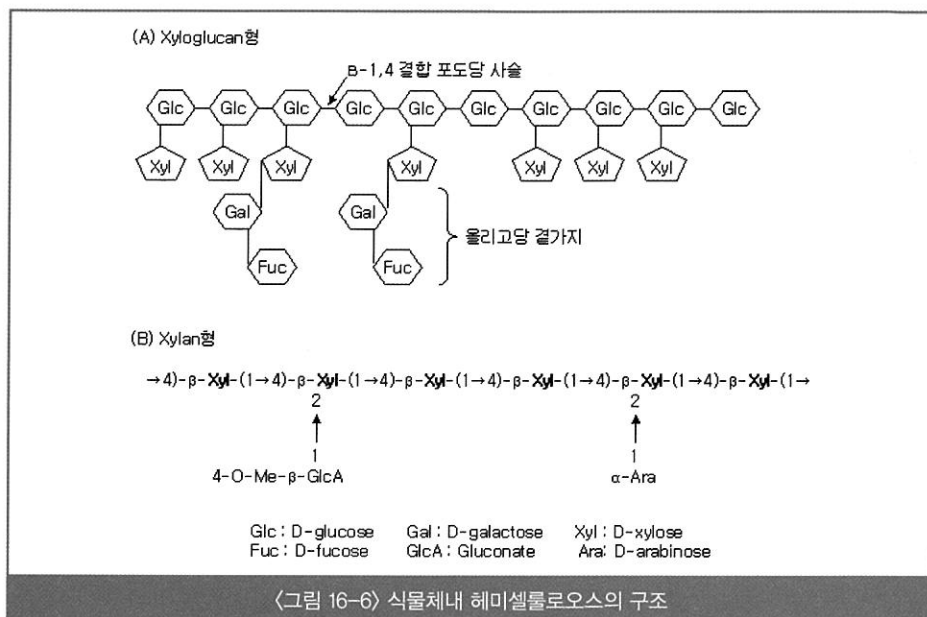 (A) Xyloglucan형
B-1,4 결합 포도당 사슬
Glc Glc Glc Glc Glc Glc Glc Glc Glc Glc
Xyl Xyl Xyl Xyl Xyl Xyl Xyl
Gal Gal
올리고당 곁가지
Fuc Fuc
(B) Xylan형
→4)-β-Xyl-(1→4)-β-Xyl-(1→4)-β-Xyl-(1→4)-β-Xyl-(1→4)-β-Xyl-(1→4)-β-Xyl-(1→
2 2
1 1
4-O-Me-β-GlcA α-Ara
Glc : D-glucose Gal : D-galactose Xyl : D-xylose
Fuc : D-fucose GlcA : Gluconate Ara : D-arabinose
〈그림 16-6〉 식물체내 헤미셀룰로오스의 구조